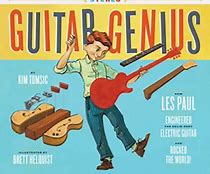 STEREO
GUITAR GENIUS
BY
KIM TOMSIC
HOW
LES PAUL
ENGINEERED
THE SOLID-BODY
ELECTRIC GUITAR
AND
ROCKED THE WORLD!
ILLUSTRATED BY
BRETT HELQUIST